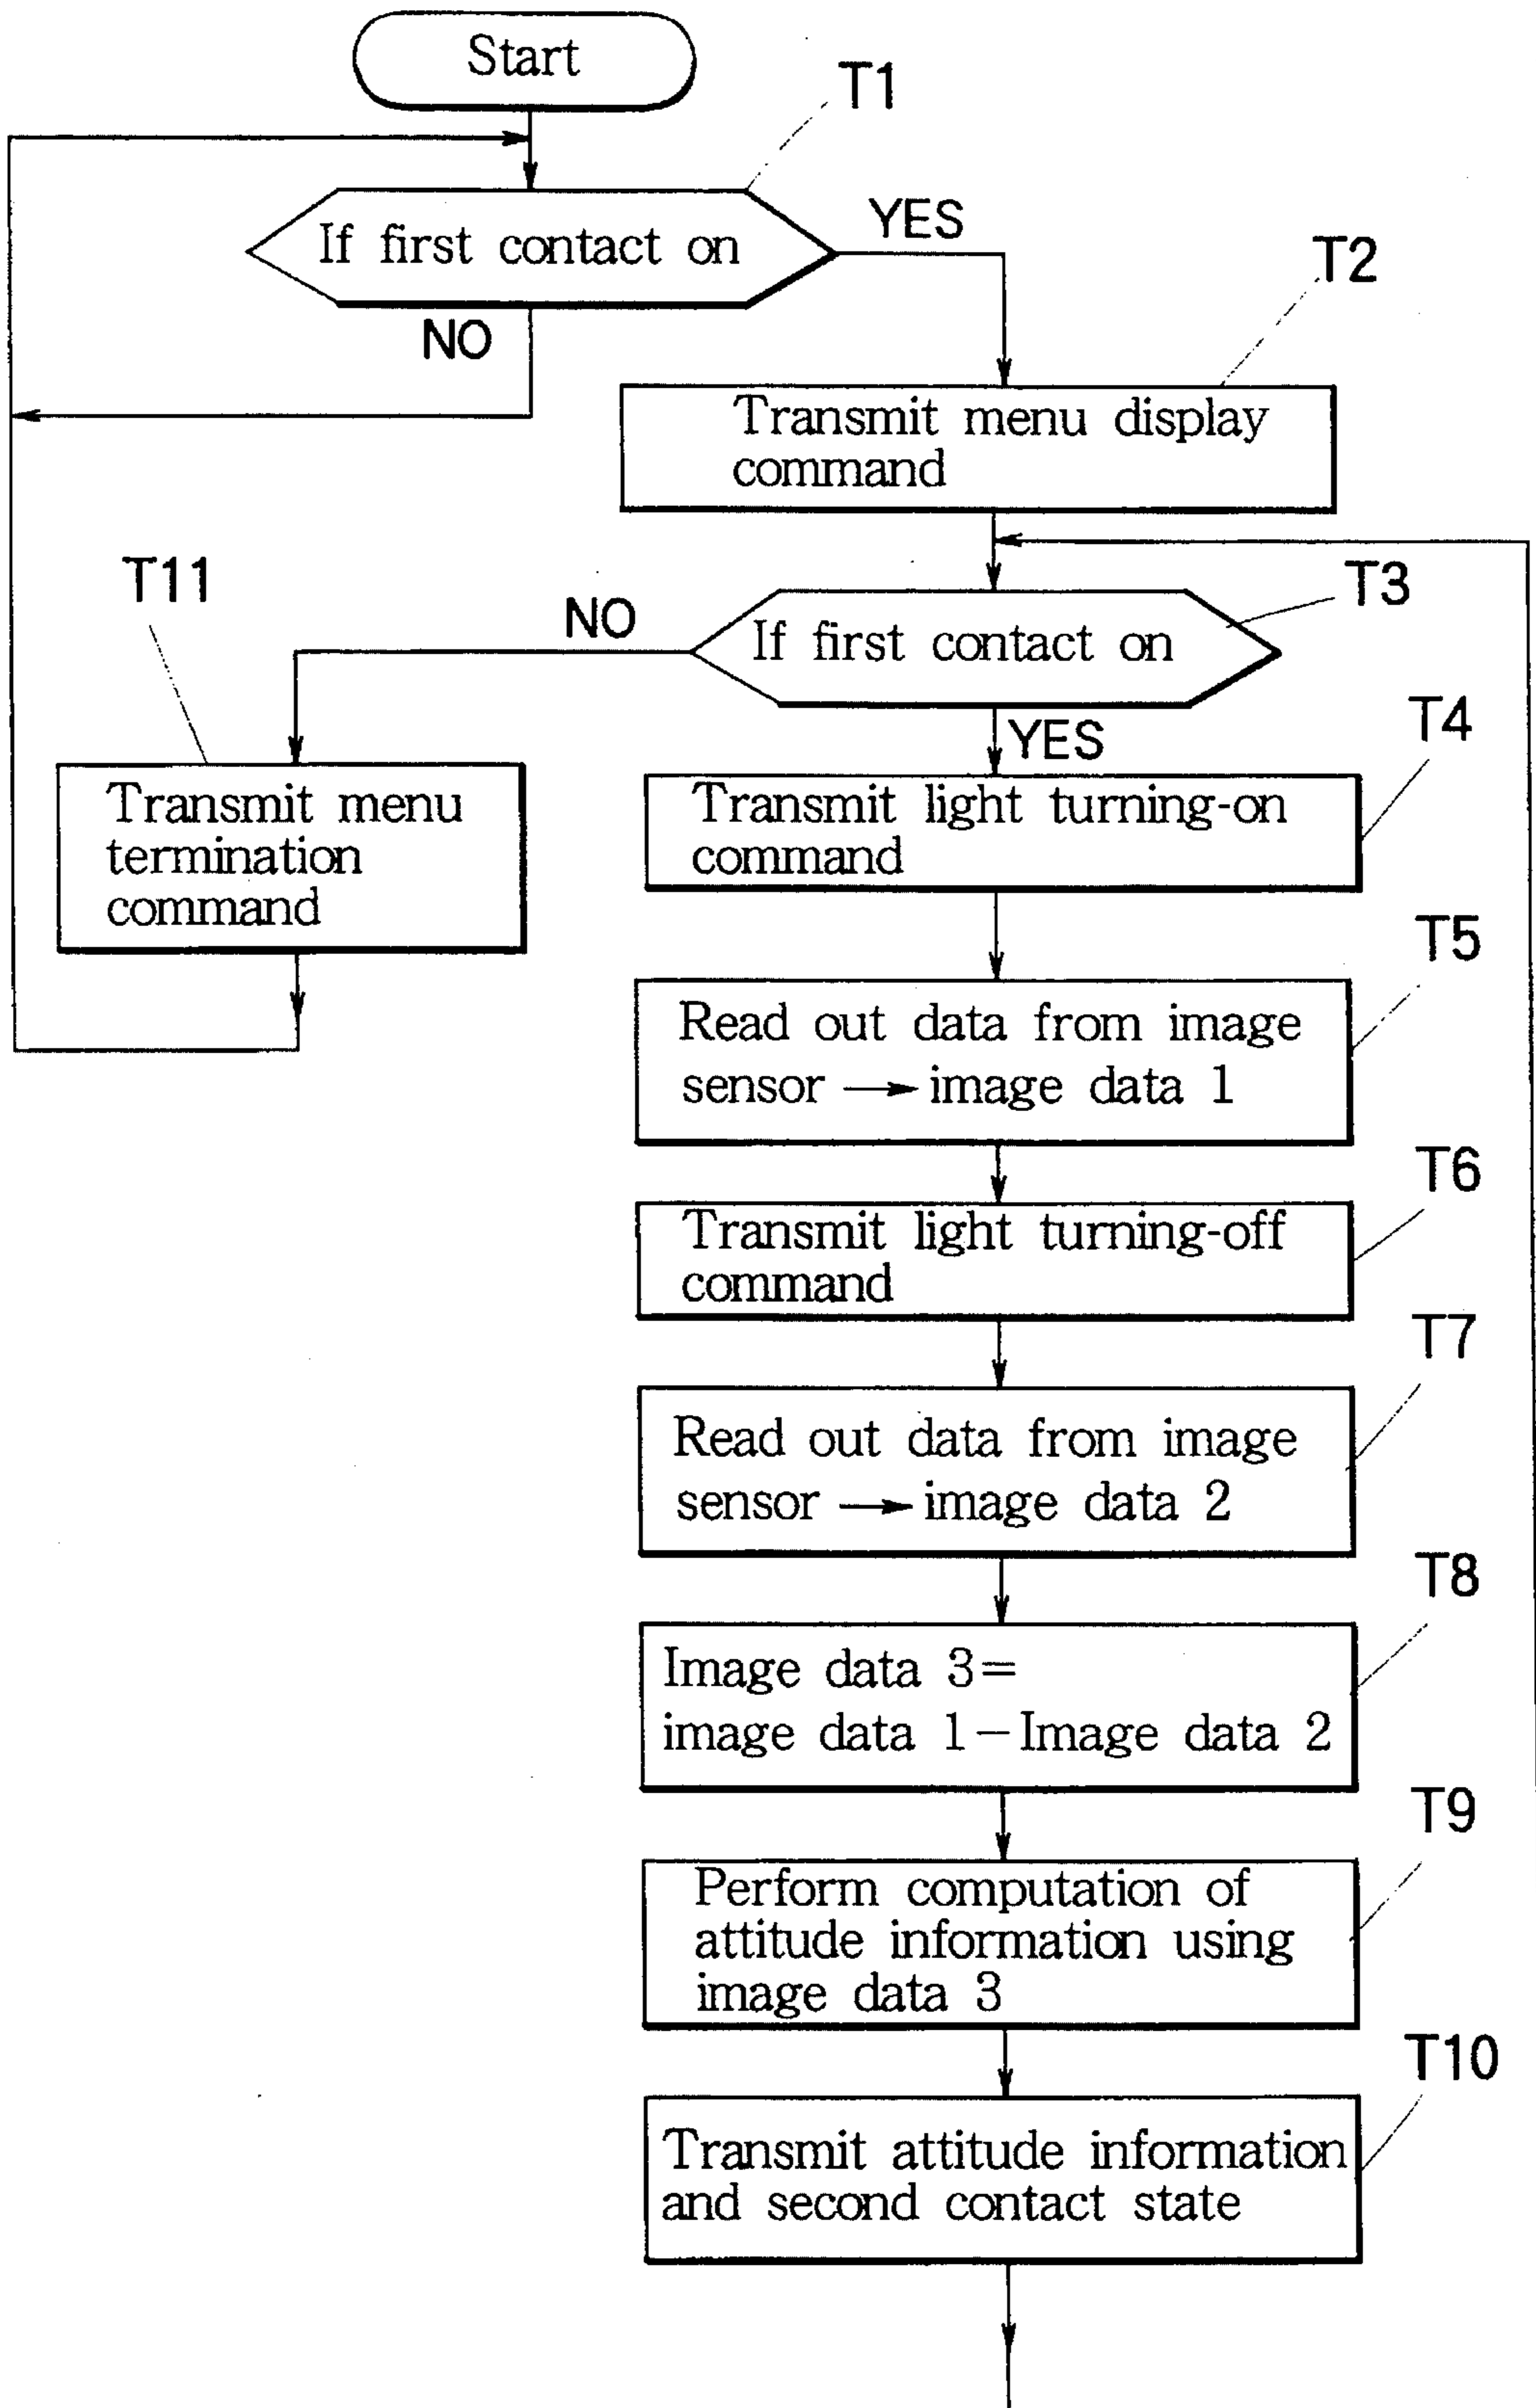 Start
T1
If first contact on
YES
NO
T2
Transmit menu display
command
T3
If first contact on
NO
YES
T11
Transmit menu
termination
command
T4
Transmit light turning-on
command
T5
Read out data from image
sensor → image data 1
T6
Transmit light turning-off
command
T7
Read out data from image
sensor → image data 2
T8
Image data 3=
image data 1−Image data 2
T9
Perform computation of
attitude information using
image data 3
T10
Transmit attitude information
and second contact state